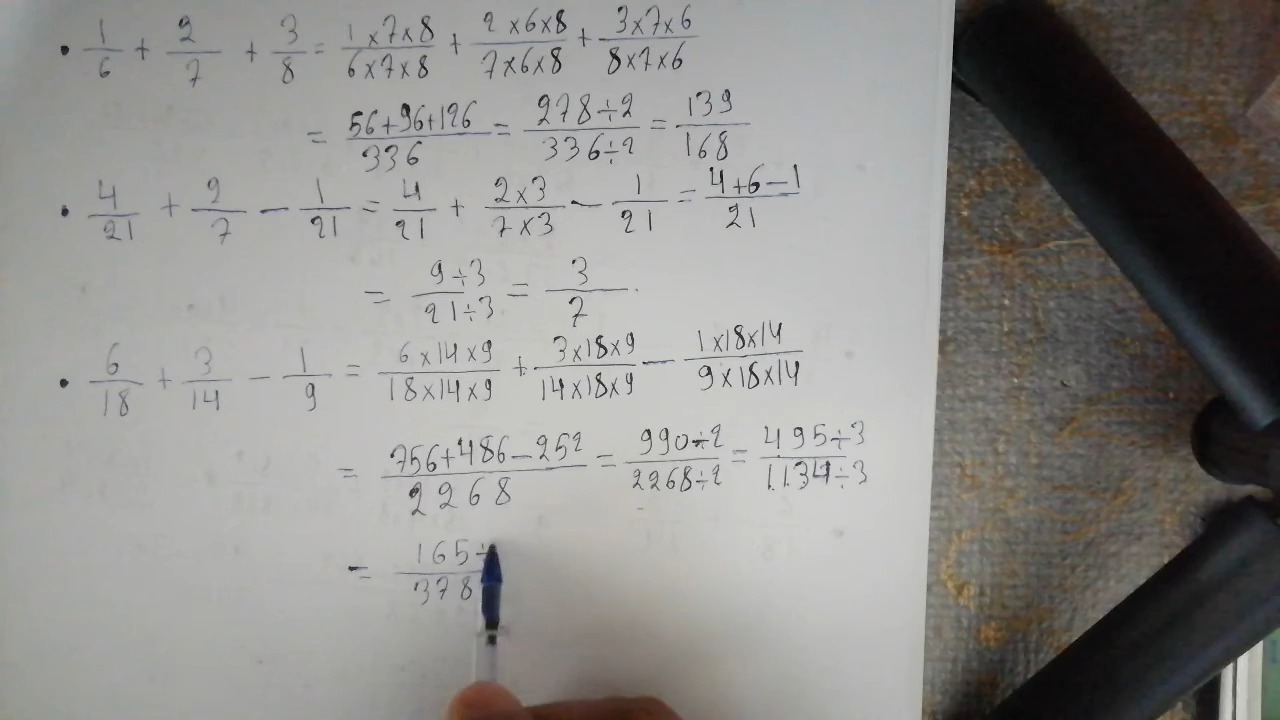 • 1/6 + 2/7 + 3/8 = 1×7×8/6×7×8 + 2×6×8/7×6×8 + 3×7×6/8×7×6
= 56+96+126/336 = 278÷2/336÷2 = 139/168
• 4/21 + 2/7 − 1/21 = 4/21 + 2×3/7×3 − 1/21 = 4+6−1/21
= 9÷3/21÷3 = 3/7.
• 6/18 + 3/14 − 1/9 = 6×14×9/18×14×9 + 3×18×9/14×18×9 − 1×18×14/9×18×14
= 756+486−252/2268 = 990÷2/2268÷2 = 495÷3/1134÷3
= 165÷/378